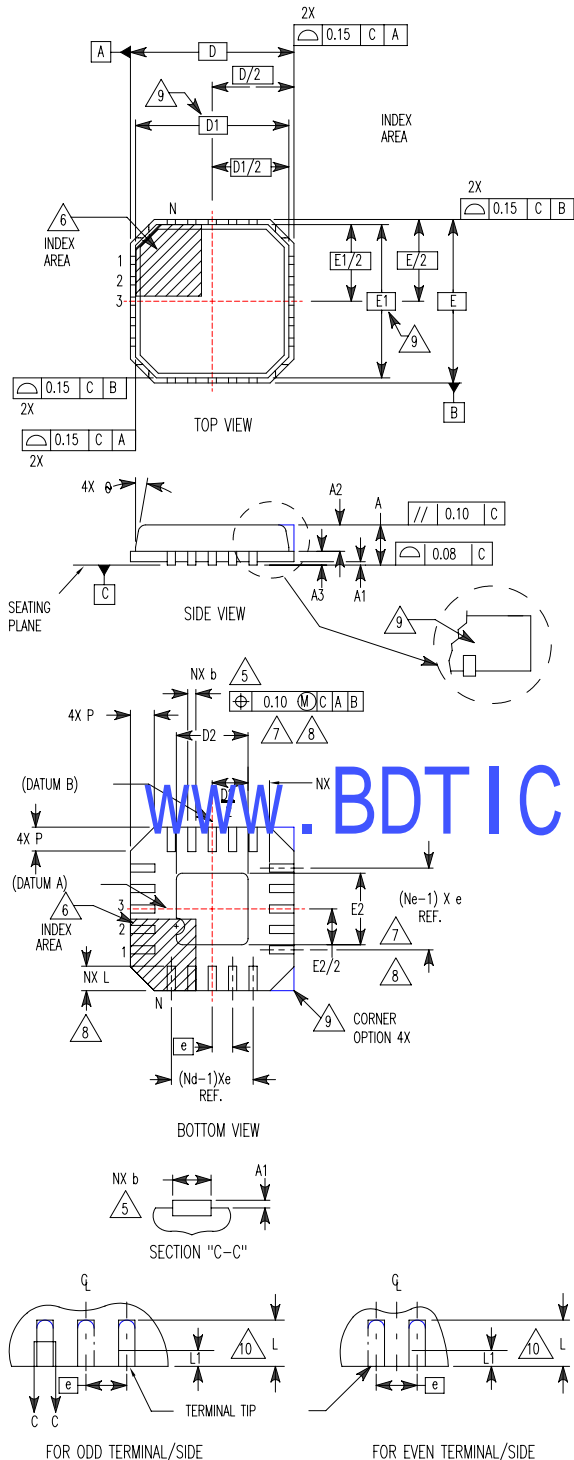 2X
0.15 C A
A
D
D/2
9
D1
INDEX
AREA
D1/2
2X
0.15 C B
N
6
INDEX
AREA
1
2
3
E1/2
E/2
E1
E
9
0.15 C B
2X
B
0.15 C A
2X
TOP VIEW
4X θ
A2
A
// 0.10 C
0.08 C
C
SEATING
PLANE
A3
A1
SIDE VIEW
9
NX b
5
0.10 M C A B
4X P
D2
7
8
(DATUM B)
NX
WWW.BDTIC
4X P
(DATUM A)
6
INDEX
AREA
3
2
1
E2
(Ne-1) X e
REF.
7
E2/2
8
NX L
8
N
9
CORNER
OPTION 4X
e
(Nd-1)Xe
REF.
BOTTOM VIEW
NX b
5
A1
SECTION "C-C"
CL
CL
L
10
L1
L
10
L1
e
e
C C
TERMINAL TIP
FOR ODD TERMINAL/SIDE
FOR EVEN TERMINAL/SIDE